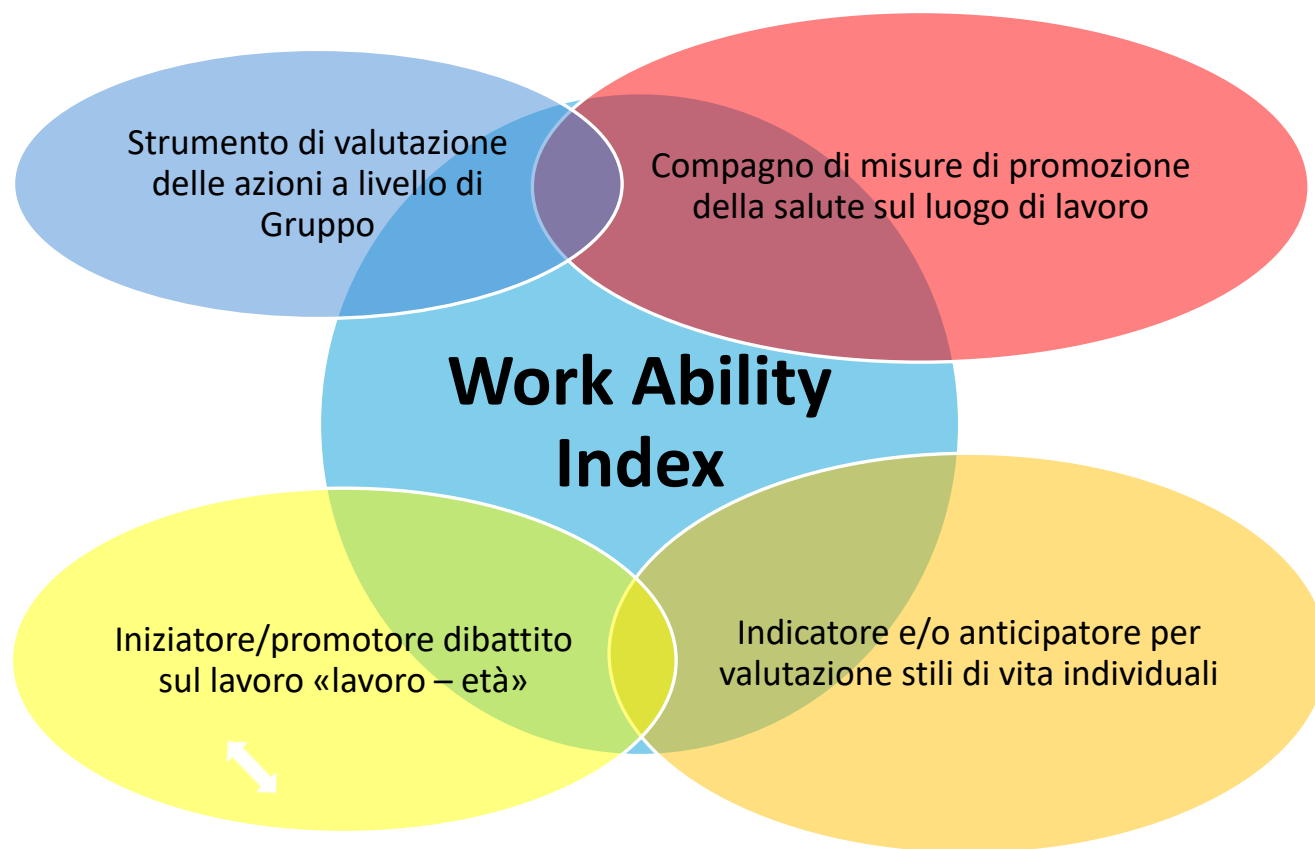 Strumento di valutazione
delle azioni a livello di
Gruppo
Compagno di misure di promozione
della salute sul luogo di lavoro
Work Ability
Index
Iniziatore/promotore dibattito
sul lavoro «lavoro – età»
Indicatore e/o anticipatore per
valutazione stili di vita individuali